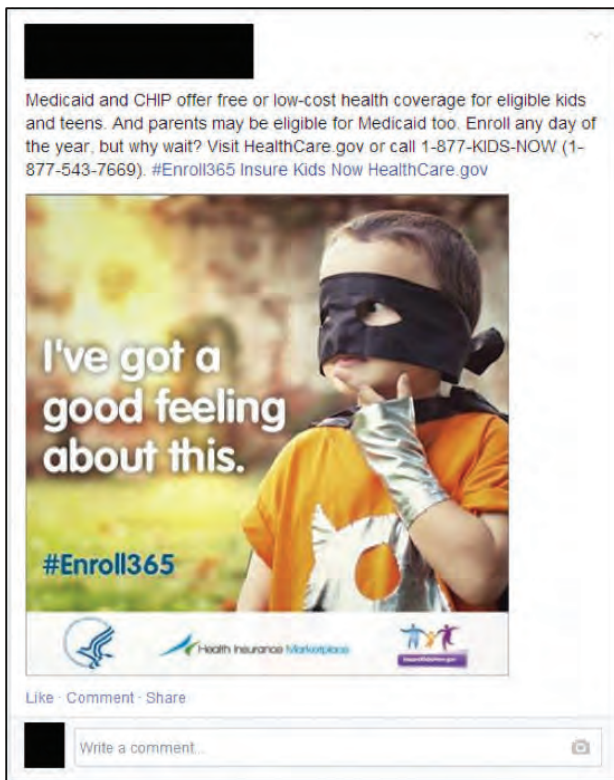 Medicaid and CHIP offer free or low-cost health coverage for eligible kids
and teens. And parents may be eligible for Medicaid too. Enroll any day of
the year, but why wait? Visit HealthCare.gov or call 1-877-KIDS-NOW (1-
877-543-7669). #Enroll365 Insure Kids Now HealthCare.gov
I've got a
good feeling
about this.
#Enroll365
Health Insurance Marketplace
InsureKidsNow.gov
Like · Comment · Share
Write a comment...